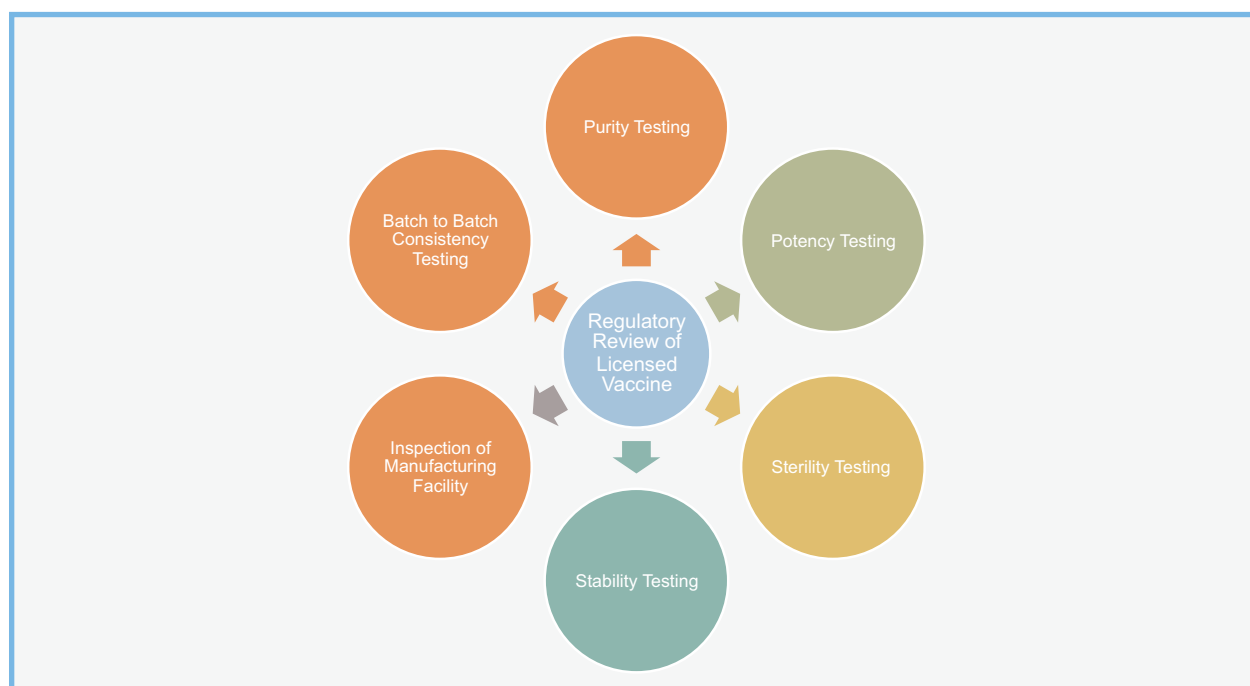 Purity Testing
Batch to Batch
Consistency
Testing
Potency Testing
Regulatory
Review of
Licensed
Vaccine
Inspection of
Manufacturing
Facility
Sterility Testing
Stability Testing